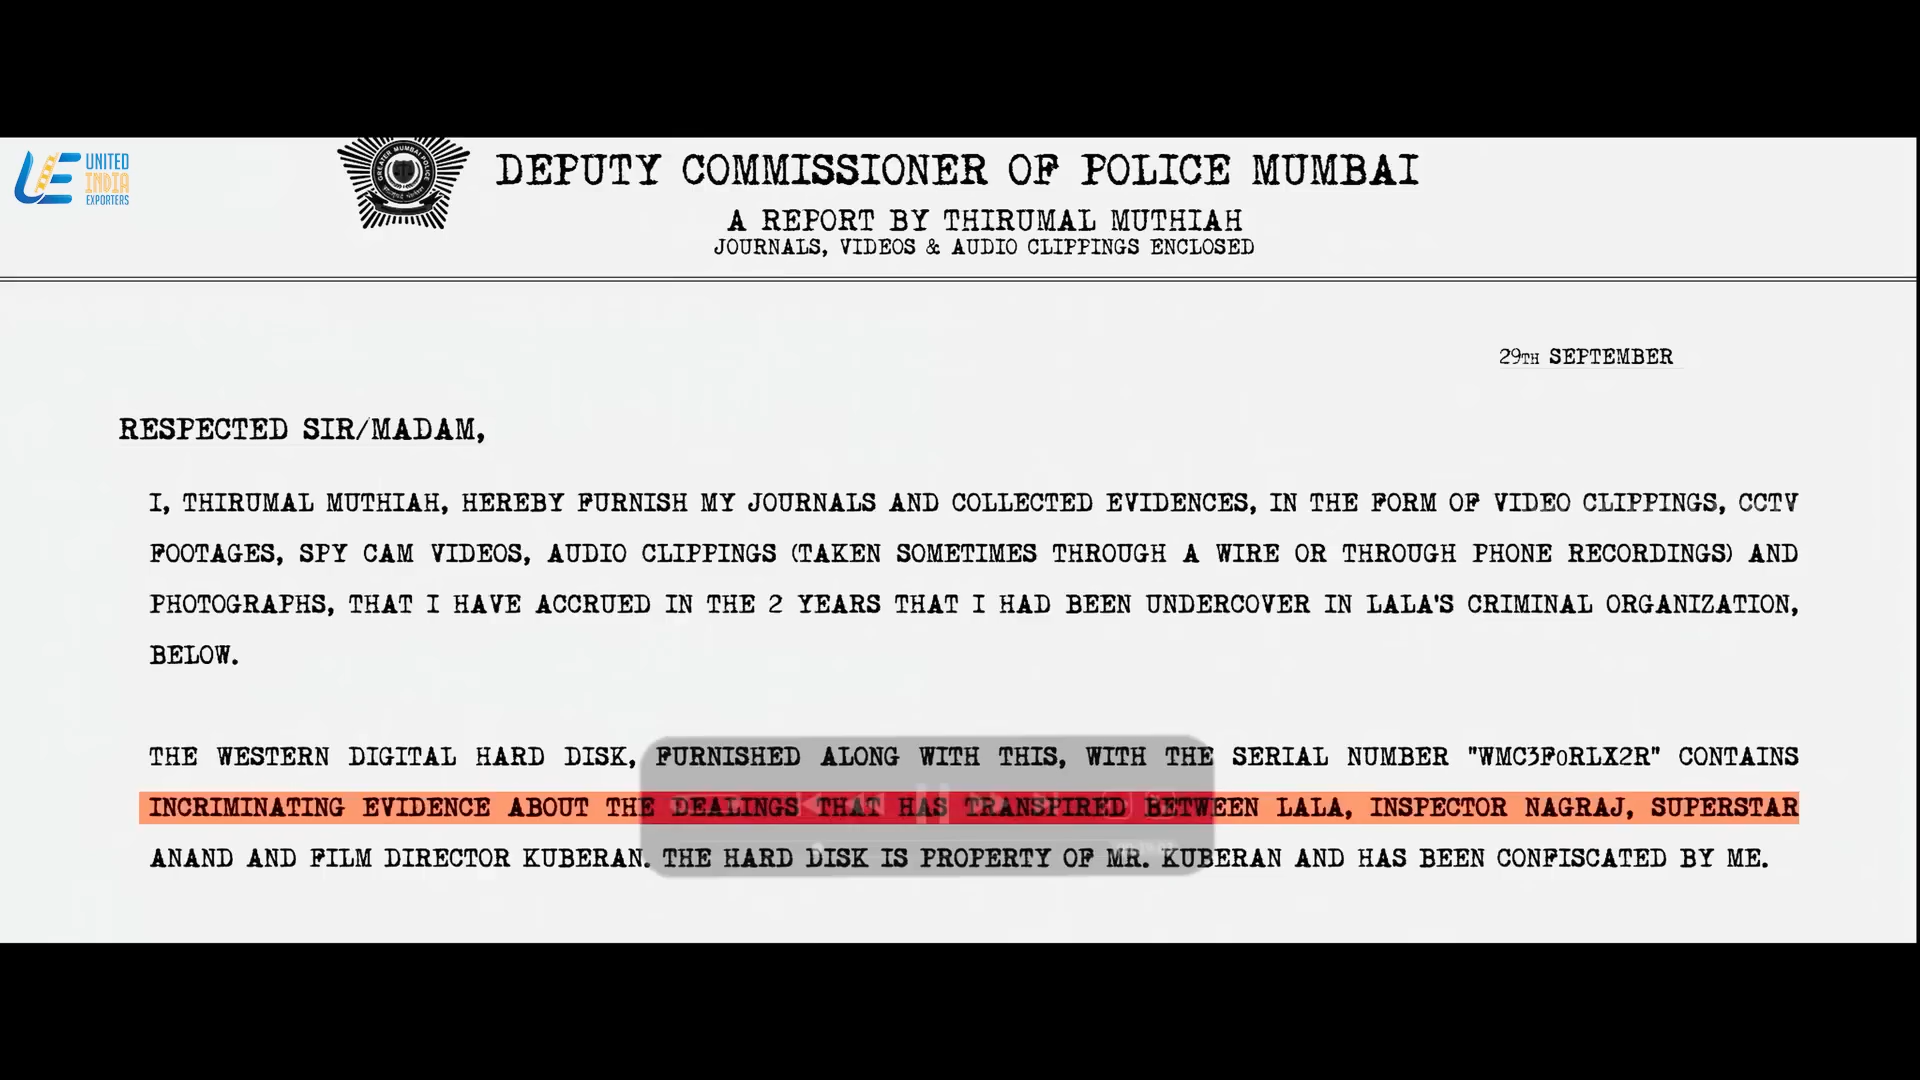 UNITED
INDIA
EXPORTERS
GREATER MUMBAI POLICE
DEPUTY COMMISSIONER OF POLICE MUMBAI
A REPORT BY THIRUMAL MUTHIAH
JOURNALS, VIDEOS & AUDIO CLIPPINGS ENCLOSED
29TH SEPTEMBER
RESPECTED SIR/MADAM,
I, THIRUMAL MUTHIAH, HEREBY FURNISH MY JOURNALS AND COLLECTED EVIDENCES, IN THE FORM OF VIDEO CLIPPINGS, CCTV
FOOTAGES, SPY CAM VIDEOS, AUDIO CLIPPINGS (TAKEN SOMETIMES THROUGH A WIRE OR THROUGH PHONE RECORDINGS) AND
PHOTOGRAPHS, THAT I HAVE ACCRUED IN THE 2 YEARS THAT I HAD BEEN UNDERCOVER IN LALA'S CRIMINAL ORGANIZATION,
BELOW.
THE WESTERN DIGITAL HARD DISK, FURNISHED ALONG WITH THIS, WITH THE SERIAL NUMBER "WMC3F0RLX2R" CONTAINS
INCRIMINATING EVIDENCE ABOUT THE DEALINGS THAT HAS TRANSPIRED BETWEEN LALA, INSPECTOR NAGRAJ, SUPERSTAR
ANAND AND FILM DIRECTOR KUBERAN. THE HARD DISK IS PROPERTY OF MR. KUBERAN AND HAS BEEN CONFISCATED BY ME.